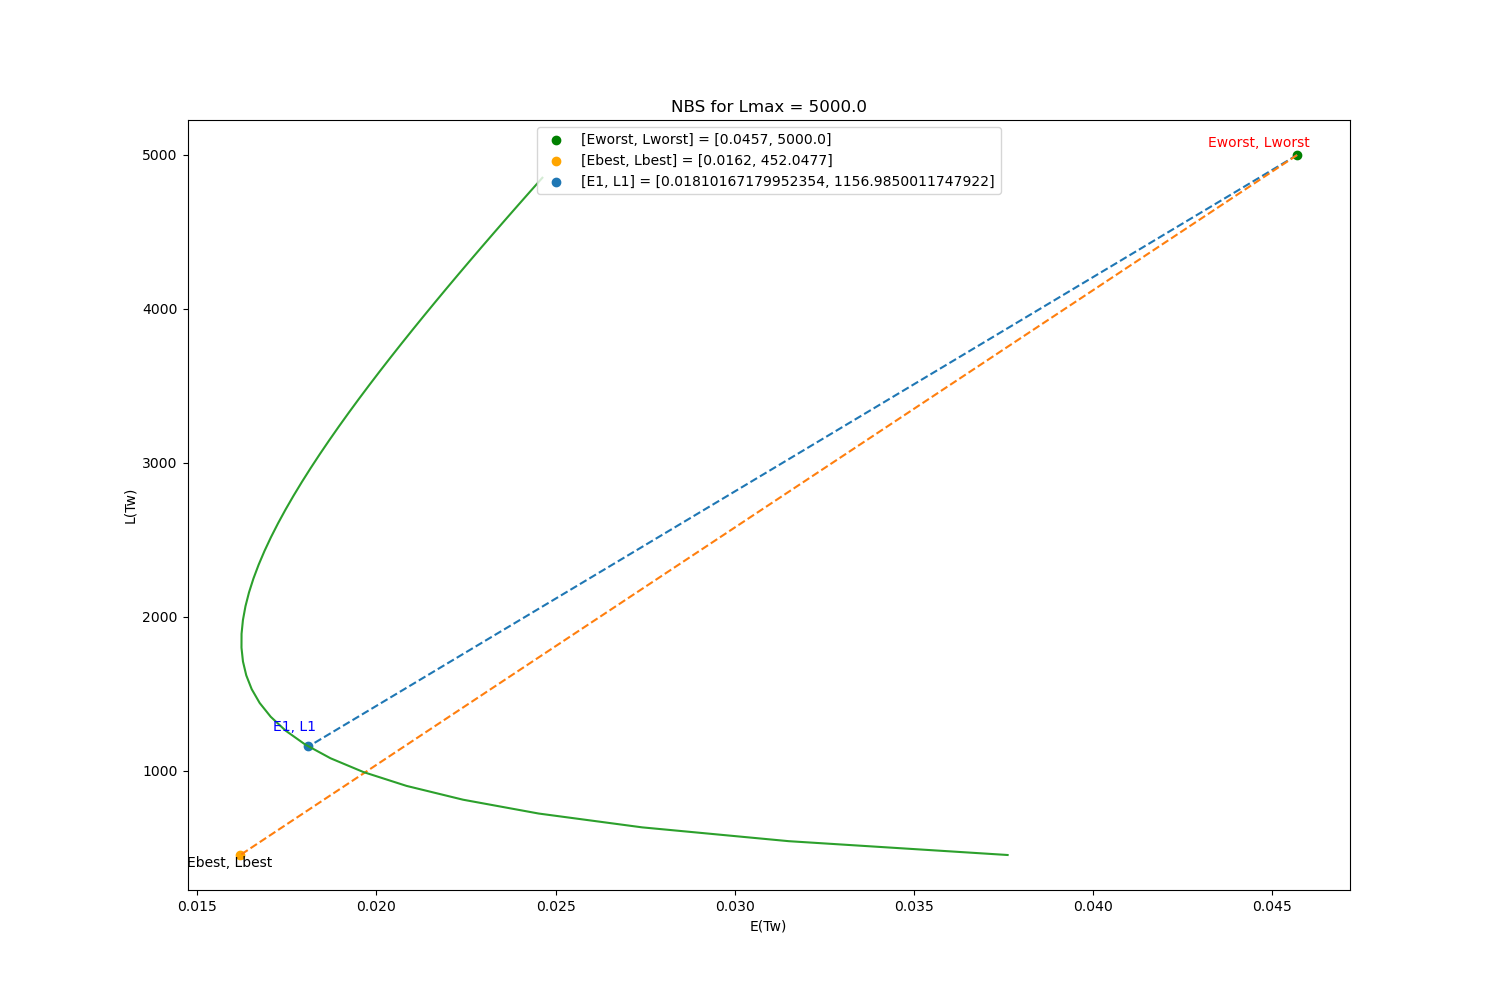 NBS for Lmax = 5000.0
[Eworst, Lworst] = [0.0457, 5000.0]
[Ebest, Lbest] = [0.0162, 452.0477]
[E1, L1] = [0.01810167179952354, 1156.9850011747922]
Eworst, Lworst
5000
4000
3000
2000
1000
L(Tw)
E1, L1
Ebest, Lbest
0.015 0.020 0.025 0.030 0.035 0.040 0.045
E(Tw)